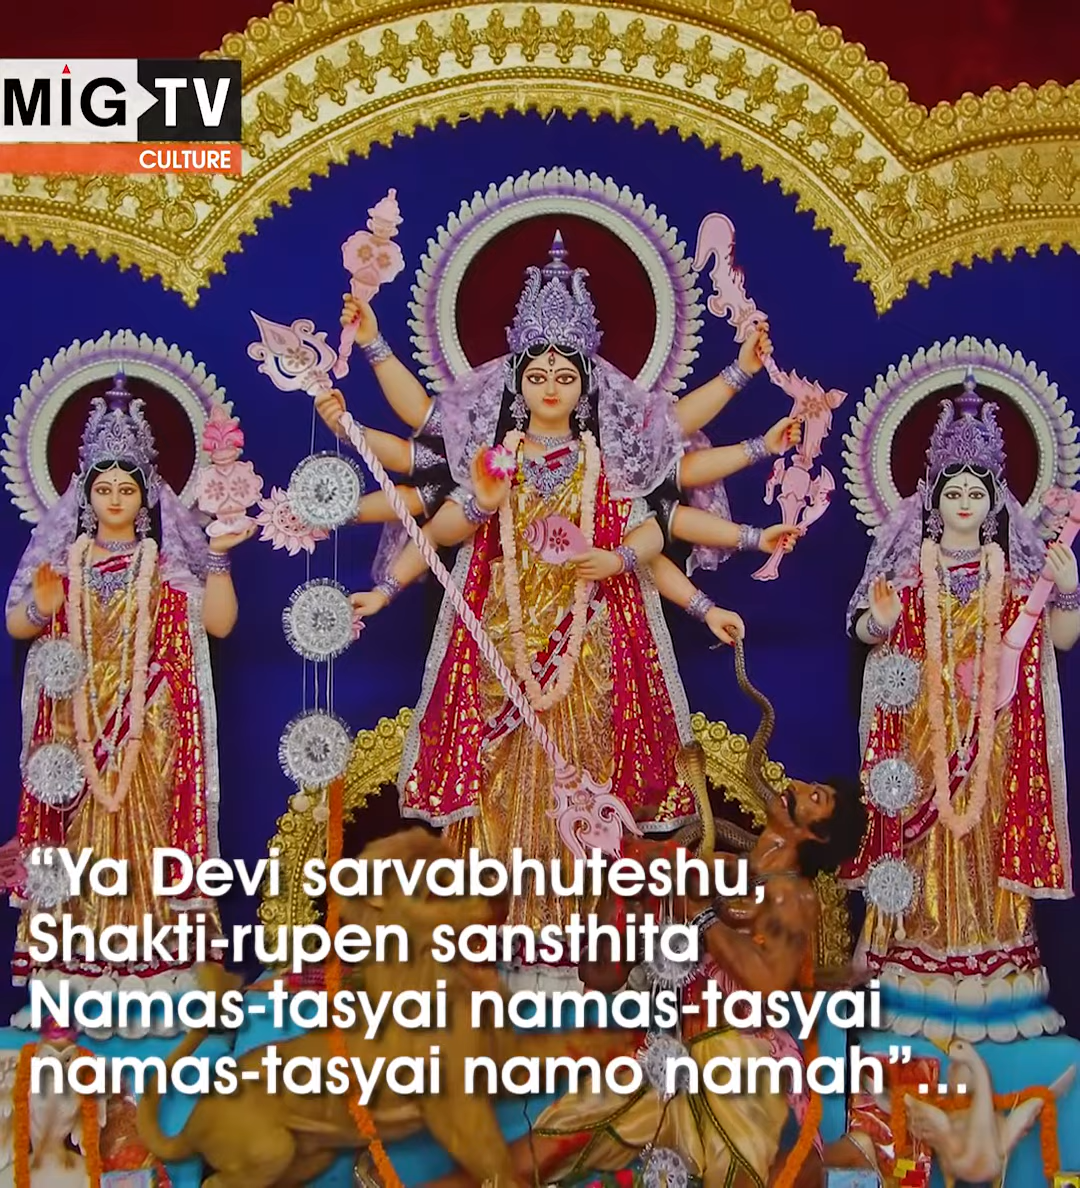 MiG TV
CULTURE
“Ya Devi sarvabhuteshu,
Shakti-rupen sansthita
Namas-tasyai namas-tasyai
namas-tasyai namo namah”...